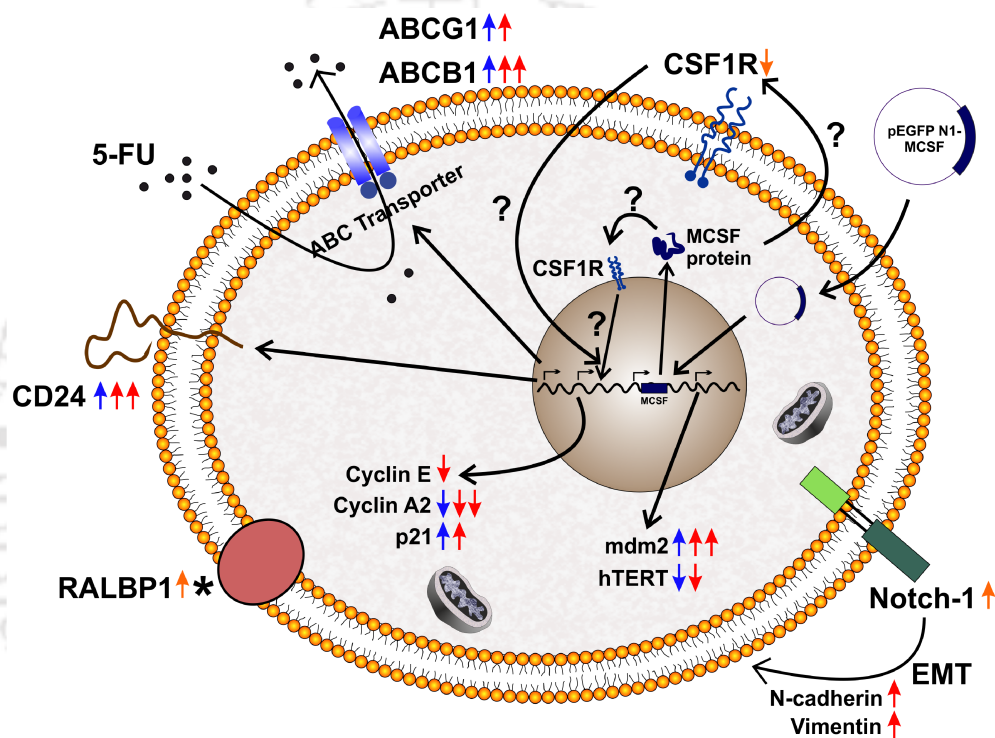 ABCG1
ABCB1
CSF1R
pEGFP N1-
MCSF
?
5-FU
ABC Transporter
?
?
MCSF
protein
CSF1R
?
MCSF
CD24
Cyclin E
Cyclin A2
p21
mdm2
hTERT
RALBP1 *
Notch-1
EMT
N-cadherin
Vimentin